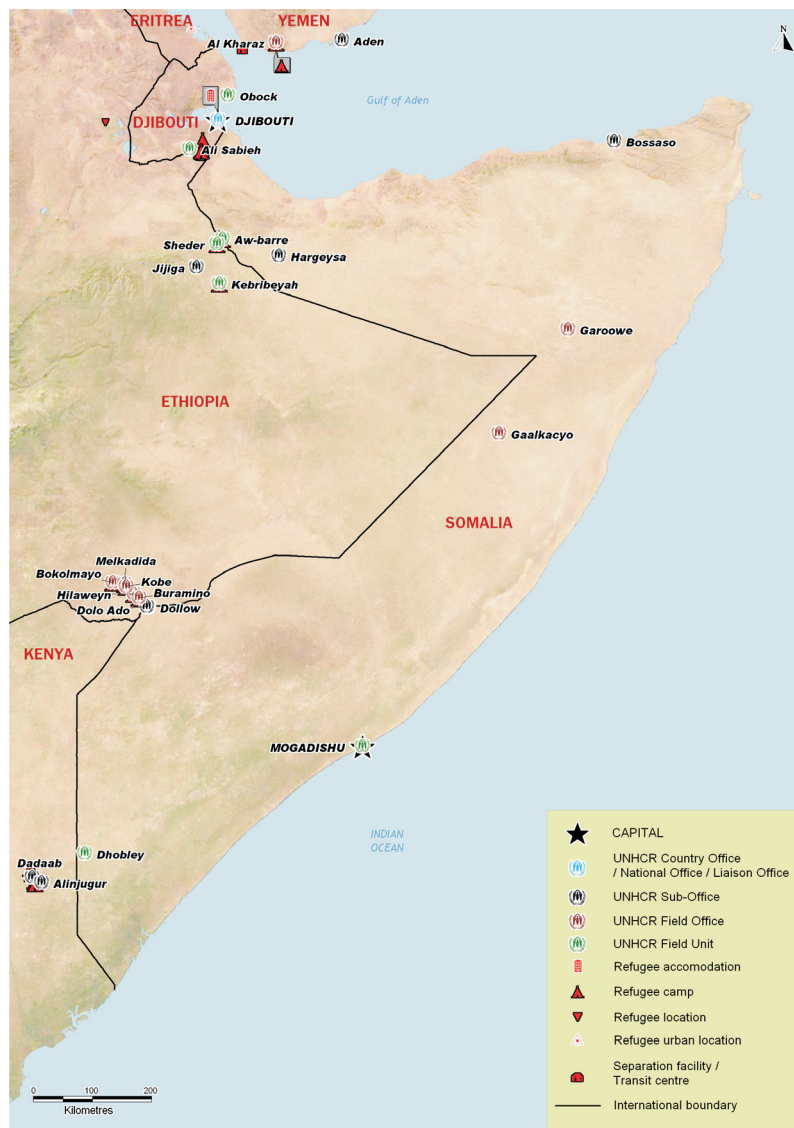 ERITREA
YEMEN
N
Al Kharaz
Aden
Obock
Gulf of Aden
DJIBOUTI
DJIBOUTI
Bossaso
Ali Sabieh
Aw-barre
Sheder
Hargeysa
Jijiga
Kebribeyah
Garoowe
ETHIOPIA
Gaalkacyo
SOMALIA
Melkadida
Bokolmayo
Kobe
Hilaweyn
Buramino
Dolo Ado
Dōllow
KENYA
MOGADISHU
INDIAN
OCEAN
Dhobley
Dadaab
Alinjugur
CAPITAL
UNHCR Country Office
/ National Office / Liaison Office
UNHCR Sub-Office
UNHCR Field Office
UNHCR Field Unit
Refugee accomodation
Refugee camp
Refugee location
Refugee urban location
Separation facility /
Transit centre
International boundary
0 100 200
Kilometres